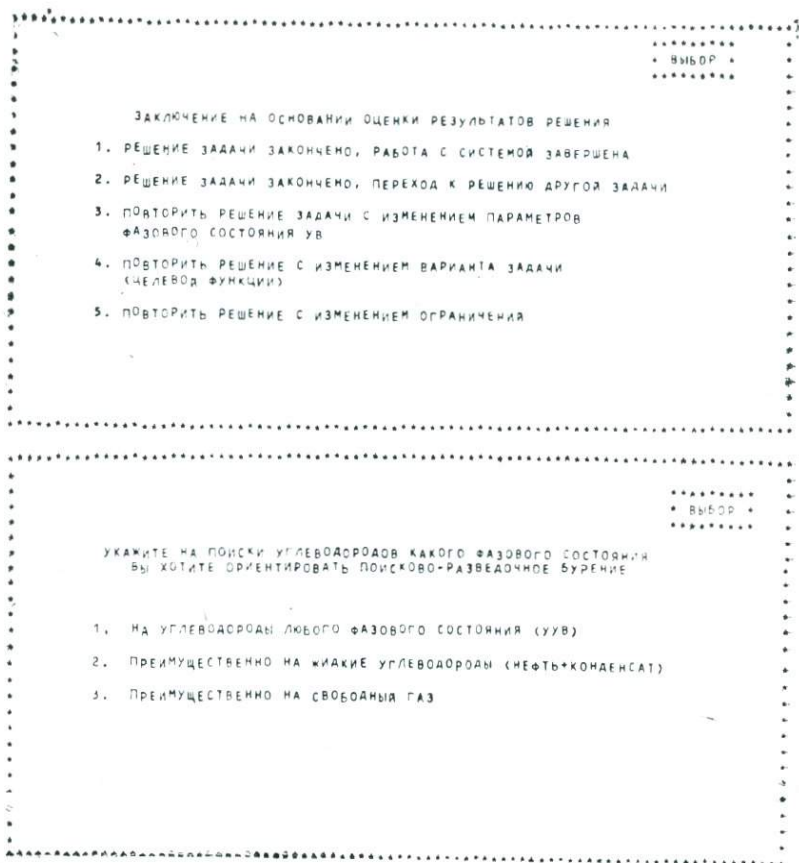 ВЫБОР
ЗАКЛЮЧЕНИЕ НА ОСНОВАНИИ ОЦЕНКИ РЕЗУЛЬТАТОВ РЕШЕНИЯ
1. РЕШЕНИЕ ЗАДАЧИ ЗАКОНЧЕНО, РАБОТА С СИСТЕМОЙ ЗАВЕРШЕНА
2. РЕШЕНИЕ ЗАДАЧИ ЗАКОНЧЕНО, ПЕРЕХОД К РЕШЕНИЮ ДРУГОЙ ЗАДАЧИ
3. ПОВТОРИТЬ РЕШЕНИЕ ЗАДАЧИ С ИЗМЕНЕНИЕМ ПАРАМЕТРОВ
ФАЗОВОГО СОСТОЯНИЯ УВ
4. ПОВТОРИТЬ РЕШЕНИЕ С ИЗМЕНЕНИЕМ ВАРИАНТА ЗАДАЧИ
(ЦЕЛЕВОЙ ФУНКЦИИ)
5. ПОВТОРИТЬ РЕШЕНИЕ С ИЗМЕНЕНИЕМ ОГРАНИЧЕНИЯ
ВЫБОР
УКАЖИТЕ НА ПОИСКИ УГЛЕВОДОРОДОВ КАКОГО ФАЗОВОГО СОСТОЯНИЯ
ВЫ ХОТИТЕ ОРИЕНТИРОВАТЬ ПОИСКОВО-РАЗВЕДОЧНОЕ БУРЕНИЕ
1. НА УГЛЕВОДОРОДЫ ЛЮБОГО ФАЗОВОГО СОСТОЯНИЯ (УУВ)
2. ПРЕИМУЩЕСТВЕННО НА ЖИДКИЕ УГЛЕВОДОРОДЫ (НЕФТЬ+КОНДЕНСАТ)
3. ПРЕИМУЩЕСТВЕННО НА СВОБОДНЫЙ ГАЗ